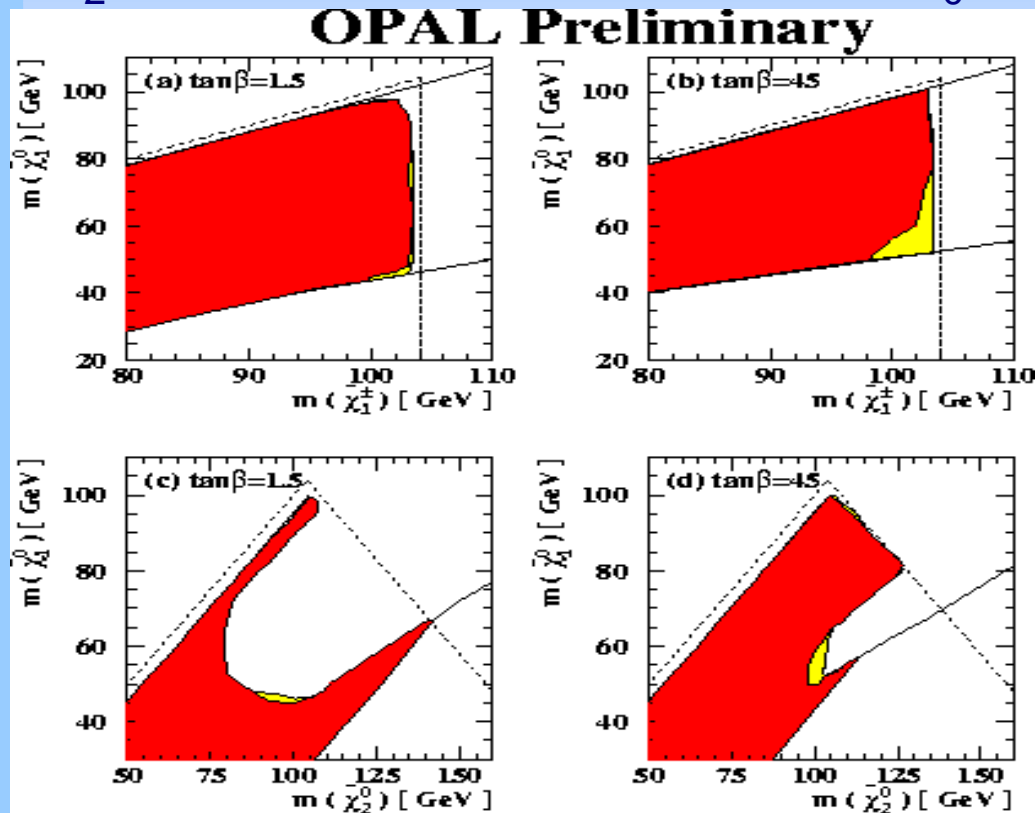 OPAL Preliminary
(a) tanβ=1.5
m ( χ̃₁⁰ ) [ GeV ]
100
80
60
40
20
80 90 100 110
m ( χ̃₁± ) [ GeV ]
(b) tanβ=45
m ( χ̃₁⁰ ) [ GeV ]
100
80
60
40
20
80 90 100 110
m ( χ̃₁± ) [ GeV ]
(c) tanβ=1.5
m ( χ̃₁⁰ ) [ GeV ]
100
80
60
40
50 75 100 125 150
m ( χ̃₂⁰ ) [ GeV ]
(d) tanβ=45
m ( χ̃₁⁰ ) [ GeV ]
100
80
60
40
50 75 100 125 150
m ( χ̃₂⁰ ) [ GeV ]